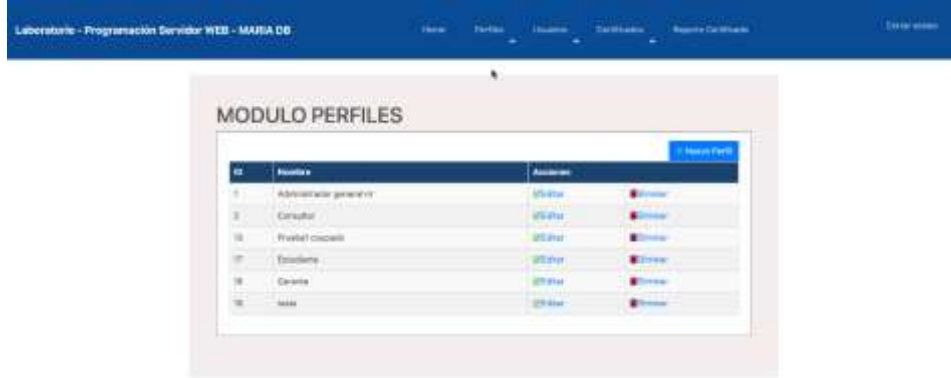 Laboratorio - Programación Servidor WEB - MARIA DB Home Perfiles Usuarios Certificados Reporte Certificado Cerrar sesión
MODULO PERFILES
+ Nuevo Perfil
ID Nombre Acciones
1 Administrador general Editar Eliminar
Consultor Editar Eliminar
Editar Eliminar
17 Estudiante Editar Eliminar
Gerente Editar Eliminar
Editar Eliminar